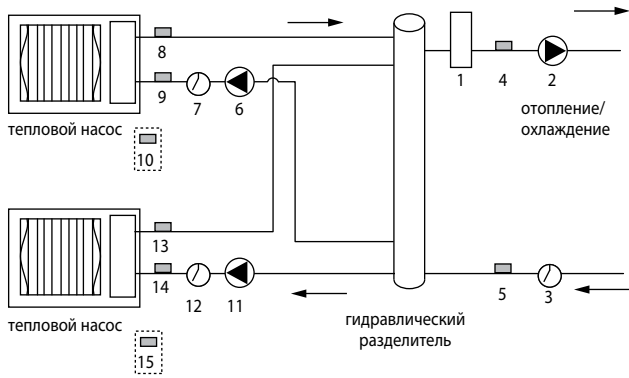 8
9
7
6
1
4
2
тепловой насос
10
отопление/
охлаждение
13
14
12
11
5
3
тепловой насос
15
гидравлический
разделитель